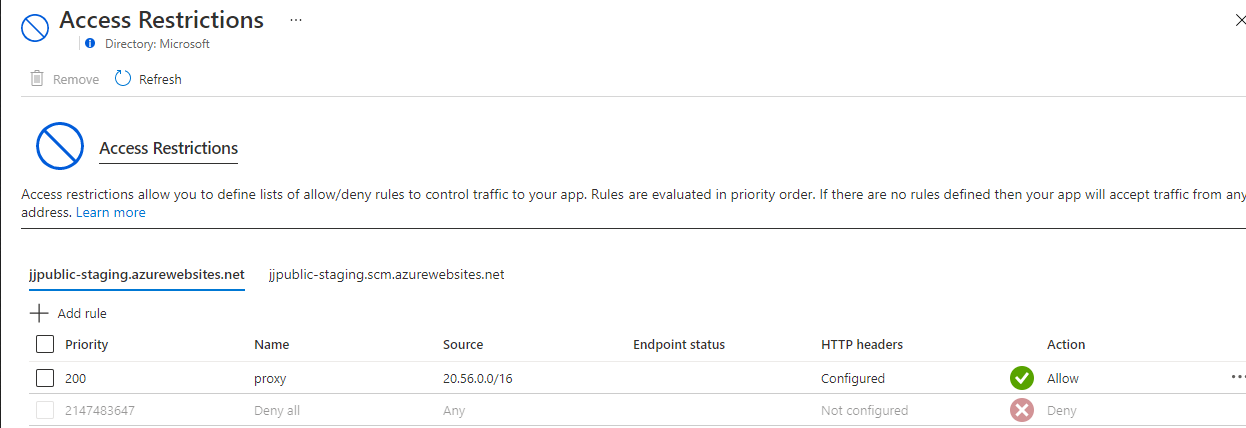 Access Restrictions ...
Directory: Microsoft
Remove Refresh
Access Restrictions
Access restrictions allow you to define lists of allow/deny rules to control traffic to your app. Rules are evaluated in priority order. If there are no rules defined then your app will accept traffic from any
address. Learn more
jjpublic-staging.azurewebsites.net jjpublic-staging.scm.azurewebsites.net
Add rule
Priority Name Source Endpoint status HTTP headers Action
200 proxy 20.56.0.0/16 Configured Allow ...
2147483647 Deny all Any Not configured Deny